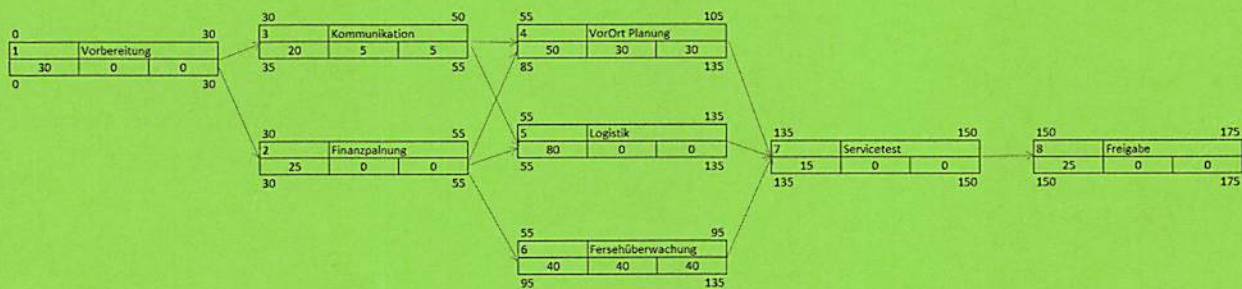 0 30
1 Vorbereitung
30 0 0
0 30
30 50
3 Kommunikation
20 5 5
35 55
30 55
2 Finanzpalnung
25 0 0
30 55
55 105
4 VorOrt Planung
50 30 30
85 135
55 135
5 Logistik
80 0 0
55 135
55 95
6 Fersehüberwachung
40 40 40
95 135
135 150
7 Servicetest
15 0 0
135 150
150 175
8 Freigabe
25 0 0
150 175